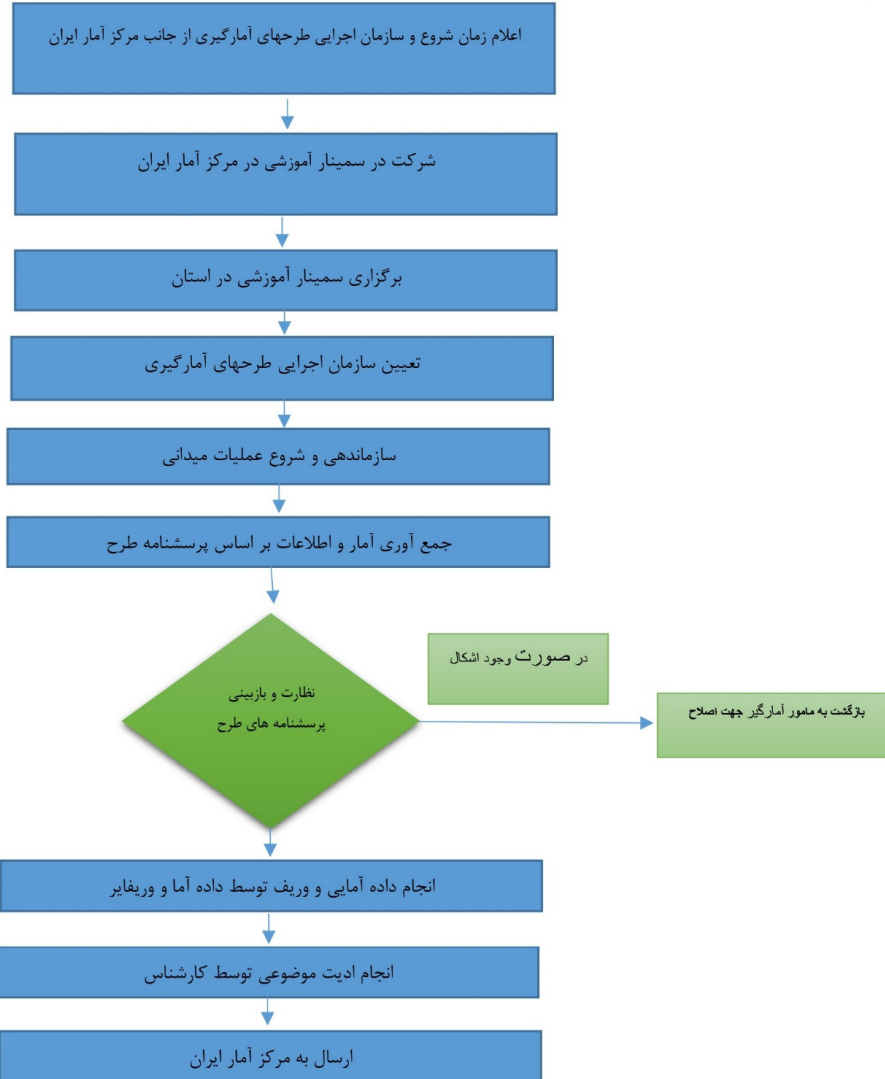 اعلام زمان شروع و سازمان اجرایی طرحهای آمارگیری از جانب مرکز آمار ایران
شرکت در سمینار آموزشی در مرکز آمار ایران
برگزاری سمینار آموزشی در استان
تعیین سازمان اجرایی طرحهای آمارگیری
سازماندهی و شروع عملیات میدانی
جمع آوری آمار و اطلاعات بر اساس پرسشنامه طرح
نظارت و بازبینی
پرسشنامه های طرح
در صورت وجود اشکال
بازگشت به مامور آمارگیر جهت اصلاح
انجام داده آمایی و وریف توسط داده آما و وریفایر
انجام ادیت موضوعی توسط کارشناس
ارسال به مرکز آمار ایران